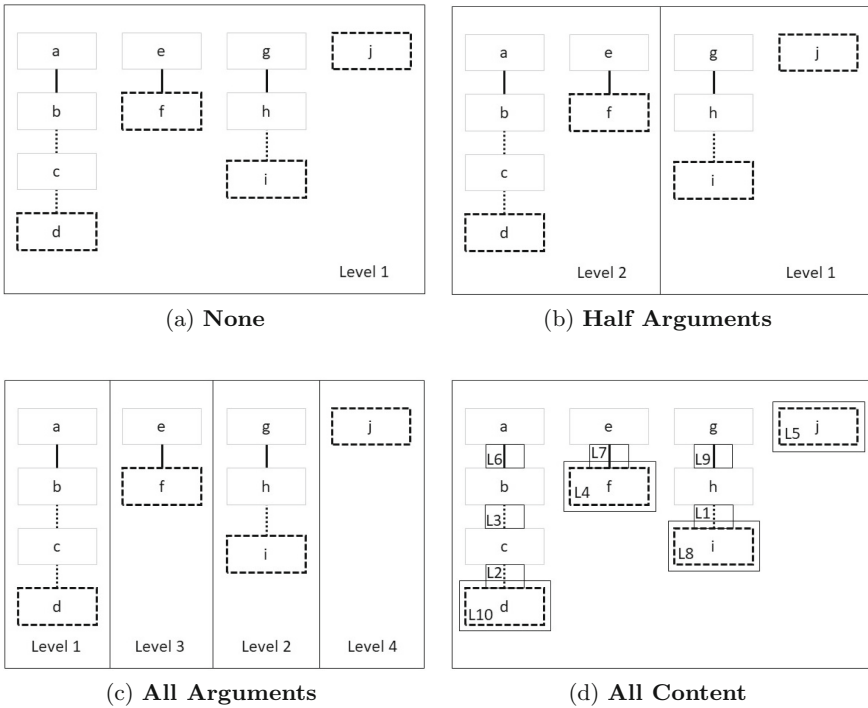 a e g j
b f h
c i
d
Level 1
(a) None
a e g j
b f h
c i
d
Level 2 Level 1
(b) Half Arguments
a e g j
b f h
c i
d
Level 1 Level 3 Level 2 Level 4
(c) All Arguments
a e g j
L5
L6 L7 L9
b f h
L4
L3 L1
c i
L8
L2
d
L10
(d) All Content